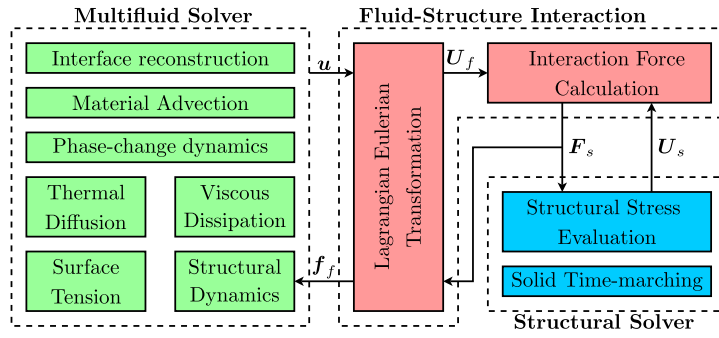 Multifluid Solver
Fluid-Structure Interaction
Interface reconstruction
Material Advection
Phase-change dynamics
Thermal
Diffusion
Viscous
Dissipation
Surface
Tension
Structural
Dynamics
u
f_f
Lagrangian Eulerian
Transformation
U_f
Interaction Force
Calculation
F_s
U_s
Structural Stress
Evaluation
Solid Time-marching
Structural Solver